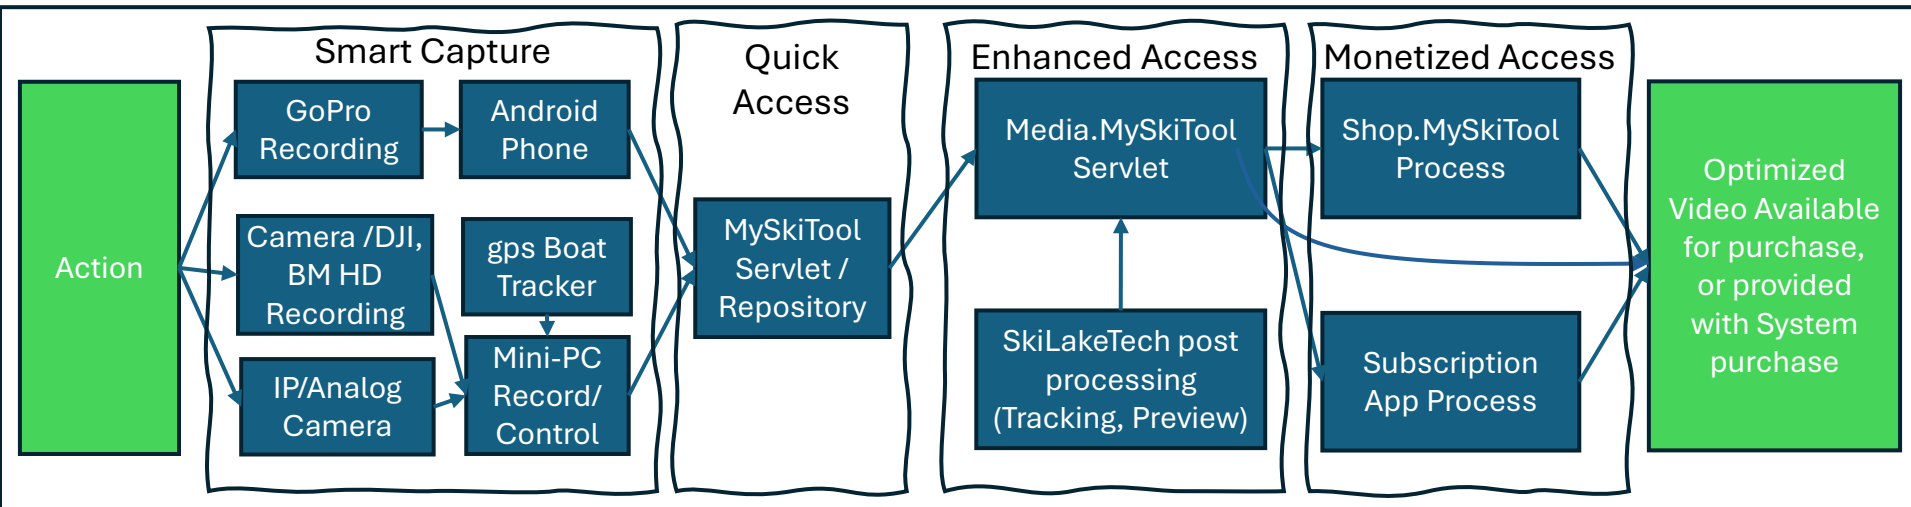 Smart Capture
Quick
Access
Enhanced Access
Monetized Access
Action
GoPro
Recording
Android
Phone
Camera /DJI,
BM HD
Recording
gps Boat
Tracker
IP/Analog
Camera
Mini-PC
Record/
Control
MySkiTool
Servlet /
Repository
Media.MySkiTool
Servlet
SkiLakeTech post
processing
(Tracking, Preview)
Shop.MySkiTool
Process
Subscription
App Process
Optimized
Video Available
for purchase,
or provided
with System
purchase